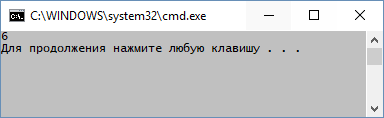 C:\WINDOWS\system32\cmd.exe
6
Для продолжения нажмите любую клавишу . . .